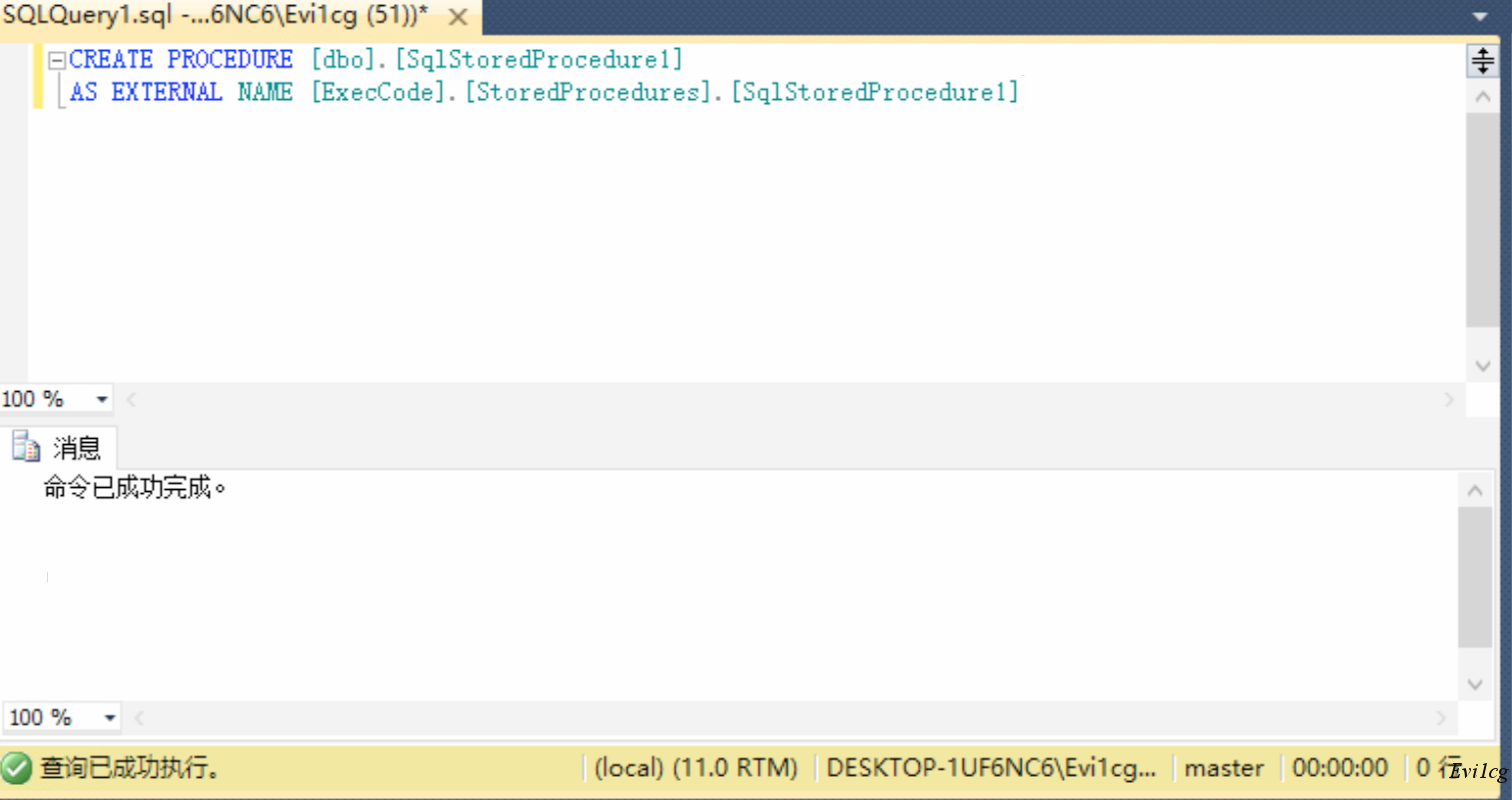 SQLQuery1.sql -...6NC6\Evi1cg (51))*
CREATE PROCEDURE [dbo].[SqlStoredProcedure1]
AS EXTERNAL NAME [ExecCode].[StoredProcedures].[SqlStoredProcedure1]
100 %
消息
命令已成功完成。
100 %
查询已成功执行。 (local) (11.0 RTM) DESKTOP-1UF6NC6\Evi1cg... master 00:00:00 0 行
Evi1cg